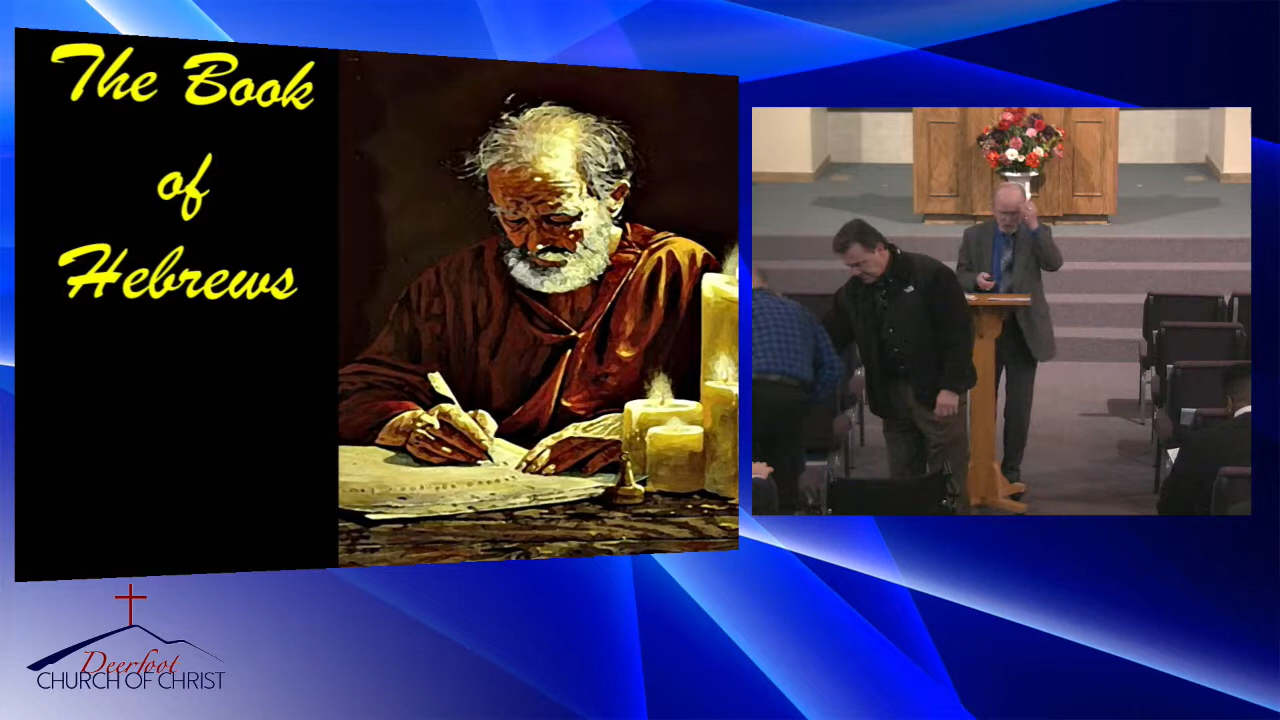 The Book
of
Hebrews
Deerfoot
CHURCH OF CHRIST